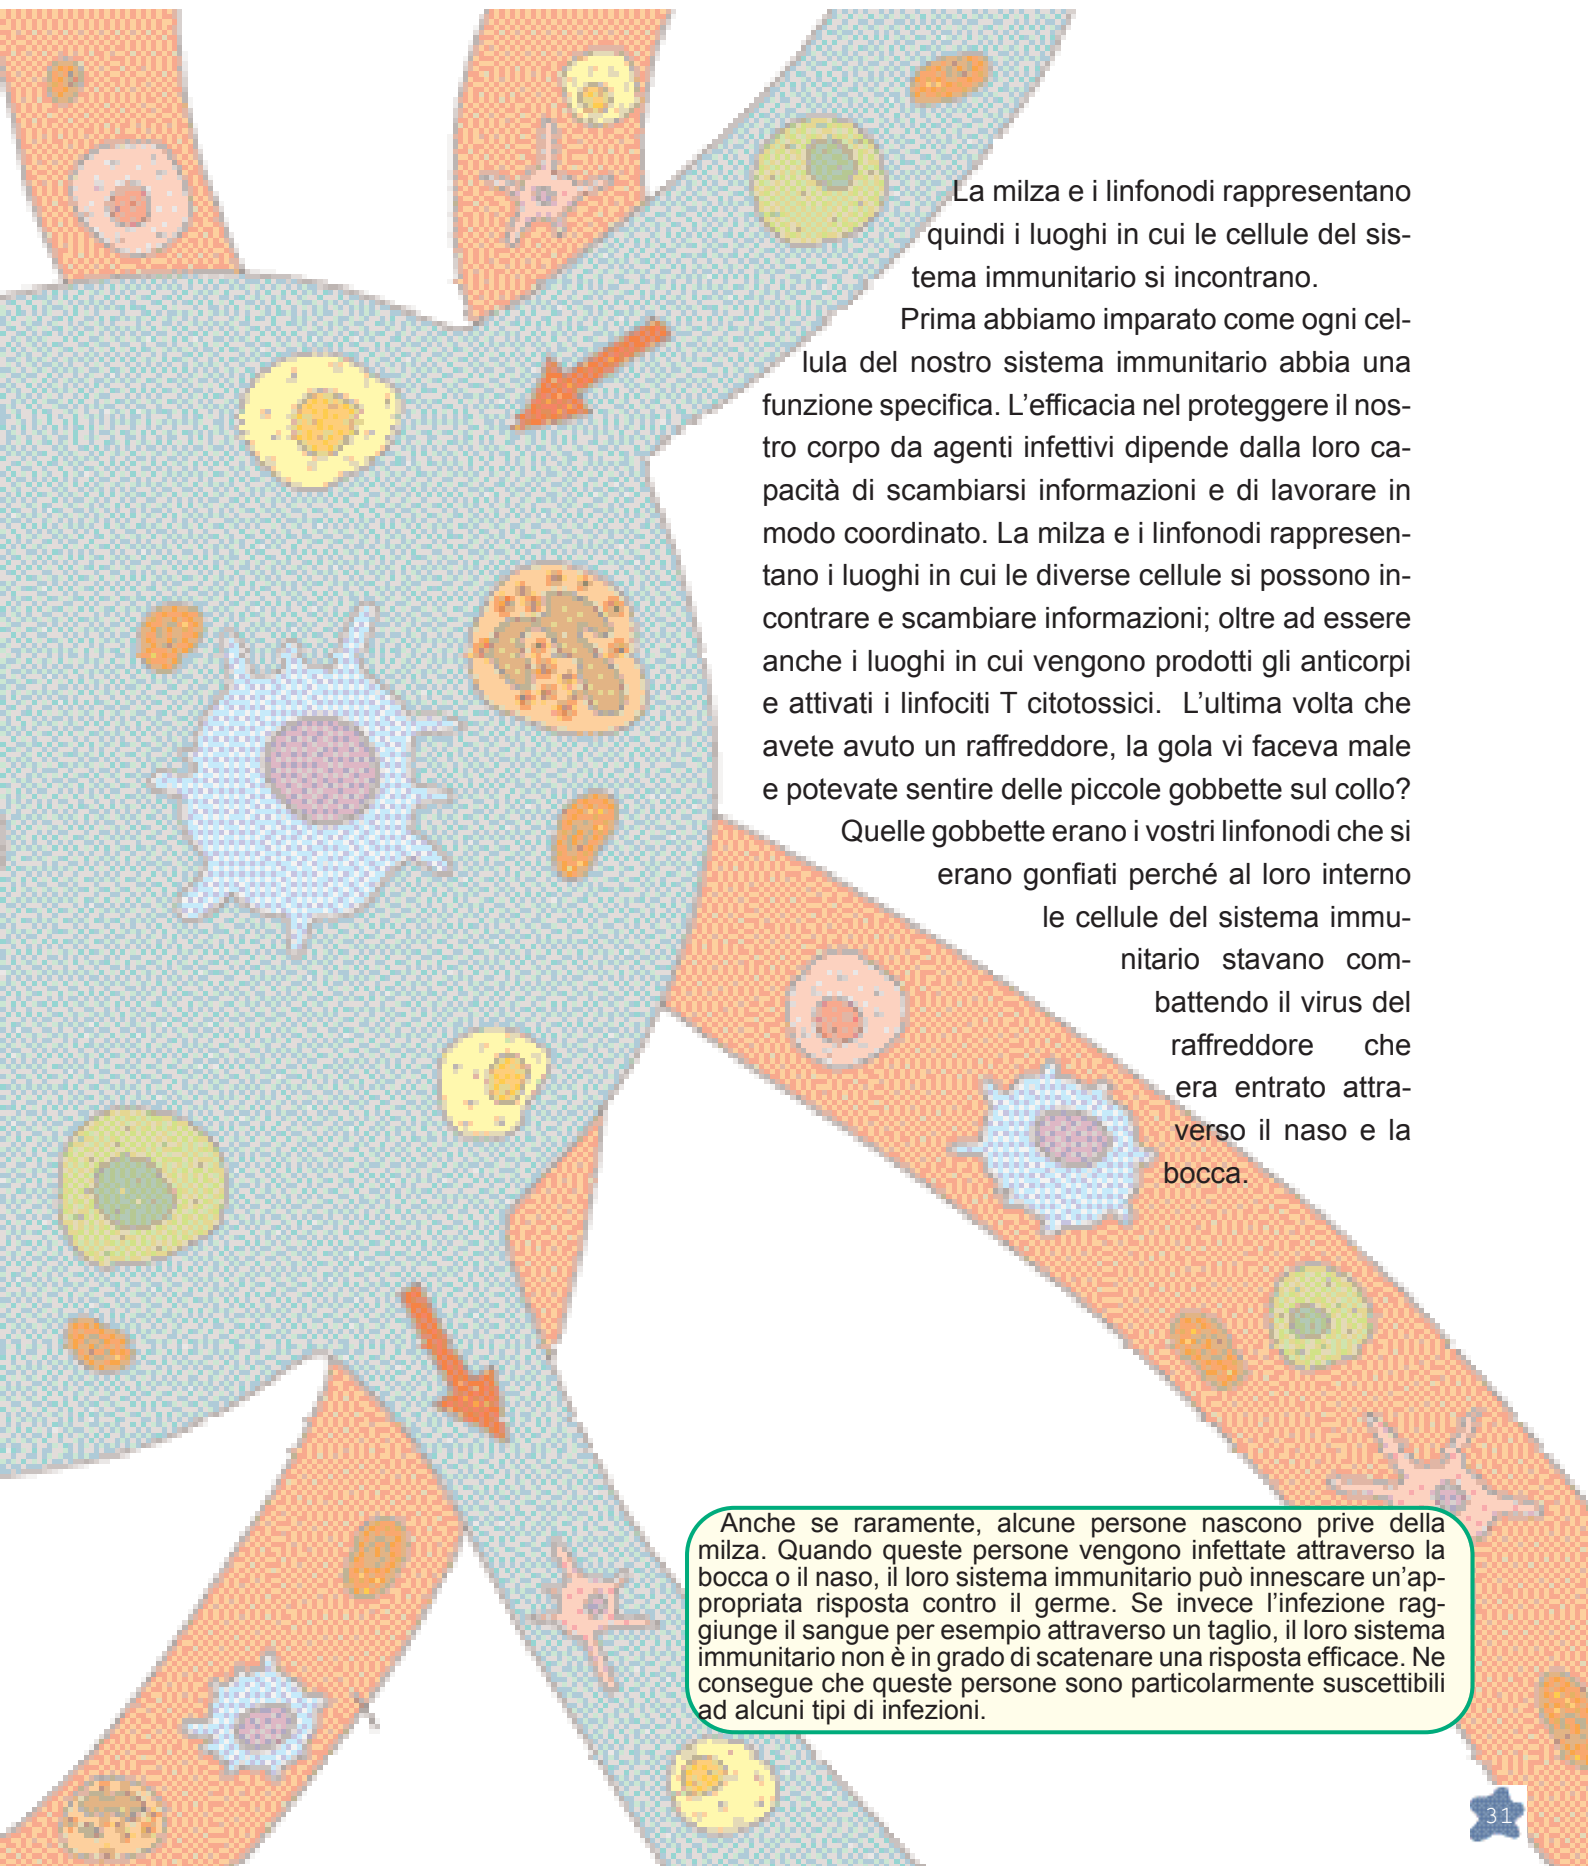 La milza e i linfonodi rappresentano
quindi i luoghi in cui le cellule del sis-
tema immunitario si incontrano.
Prima abbiamo imparato come ogni cel-
lula del nostro sistema immunitario abbia una
funzione specifica. L’efficacia nel proteggere il nos-
tro corpo da agenti infettivi dipende dalla loro ca-
pacità di scambiarsi informazioni e di lavorare in
modo coordinato. La milza e i linfonodi rappresen-
tano i luoghi in cui le diverse cellule si possono in-
contrare e scambiare informazioni; oltre ad essere
anche i luoghi in cui vengono prodotti gli anticorpi
e attivati i linfociti T citotossici. L’ultima volta che
avete avuto un raffreddore, la gola vi faceva male
e potevate sentire delle piccole gobbette sul collo?
Quelle gobbette erano i vostri linfonodi che si
erano gonfiati perché al loro interno
le cellule del sistema immu-
nitario stavano com-
battendo il virus del
raffreddore che
era entrato attra-
verso il naso e la
bocca.
Anche se raramente, alcune persone nascono prive della
milza. Quando queste persone vengono infettate attraverso la
bocca o il naso, il loro sistema immunitario può innescare un’ap-
propriata risposta contro il germe. Se invece l’infezione rag-
giunge il sangue per esempio attraverso un taglio, il loro sistema
immunitario non è in grado di scatenare una risposta efficace. Ne
consegue che queste persone sono particolarmente suscettibili
ad alcuni tipi di infezioni.
31